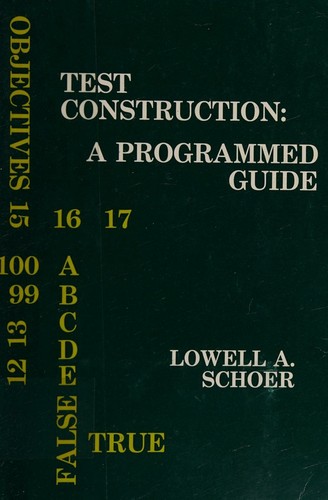 OBJECTIVES 15
TEST
CONSTRUCTION:
A PROGRAMMED
GUIDE
16 17
100 A
99 B
C
12 13 D
E
LOWELL A.
SCHOER
FALSE
TRUE